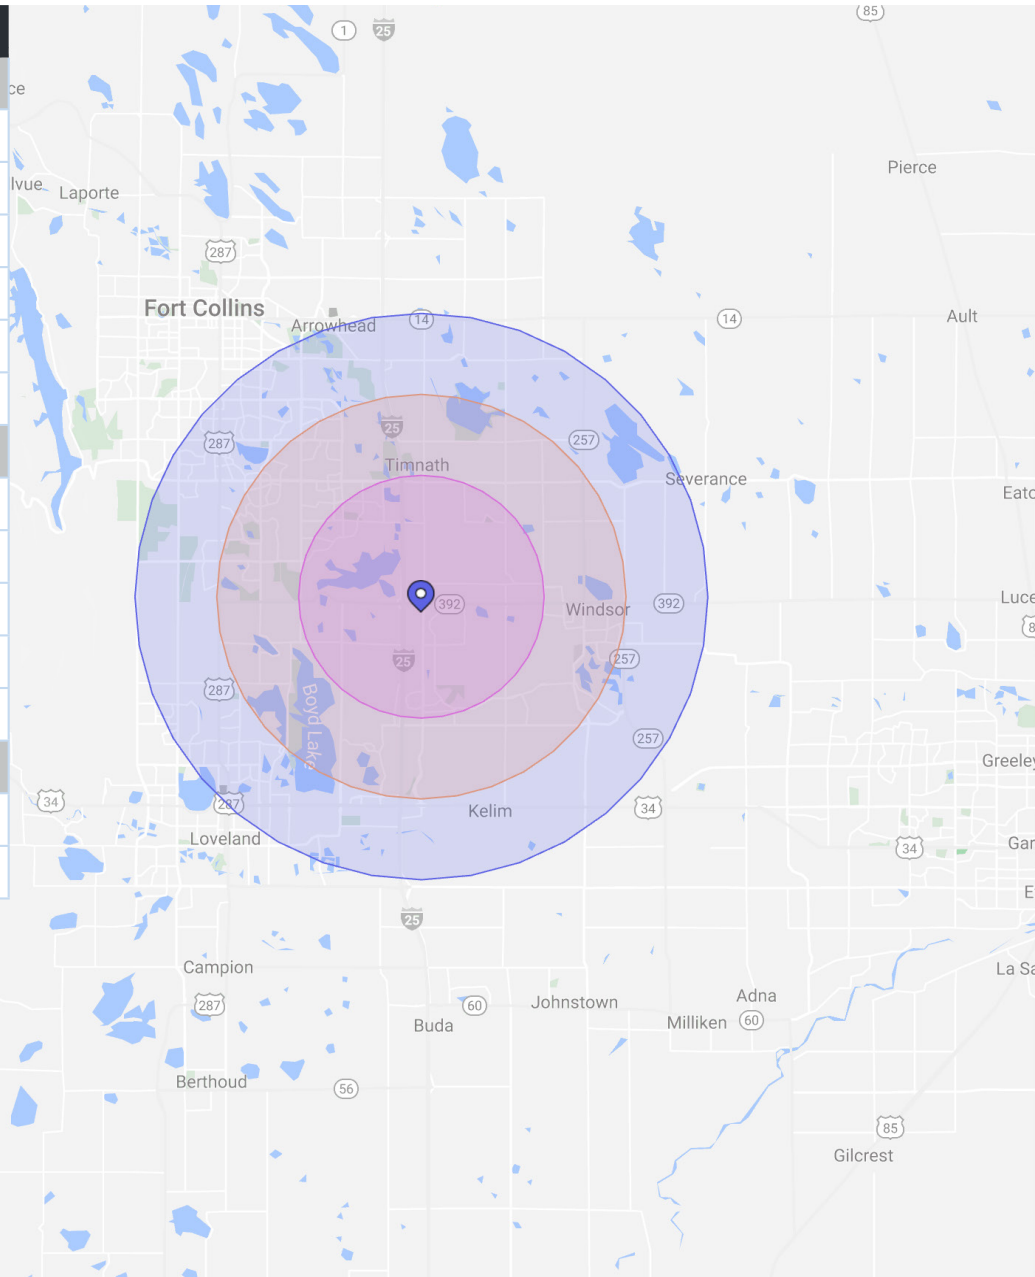 85
1
25
ce
Pierce
lvue
Laporte
287
Fort Collins
Arrowhead
14
14
Ault
25
287
257
Timnath
Severance
Eato
392
Windsor
392
Luce
8
25
257
287
Boyd Lake
257
Greeley
34
287
Kelim
34
Loveland
34
Gar
E
25
Campion
La Sa
287
60
Johnstown
Adna
Buda
Milliken
60
Berthoud
56
85
Gilcrest